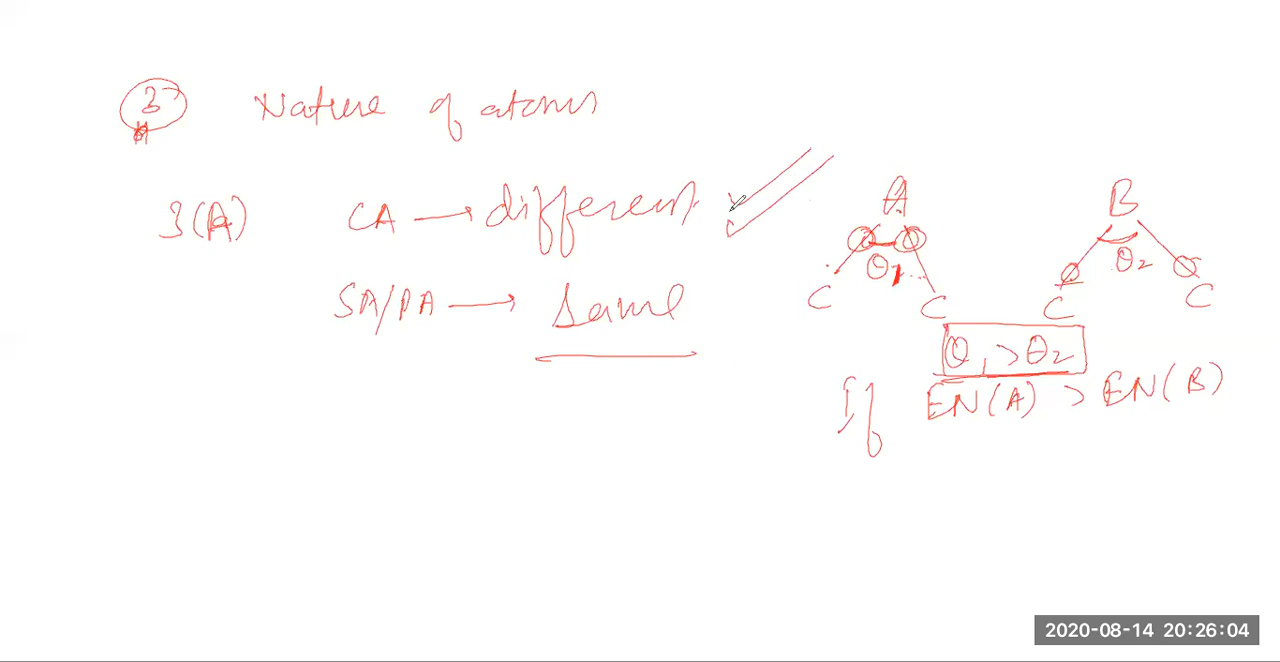 3 Nature of atoms
3(A) CA → different
SA/PA → Same
A B
θ1 θ2
C C C C
θ1 > θ2
If EN(A) > EN(B)
2020-08-14 20:26:04